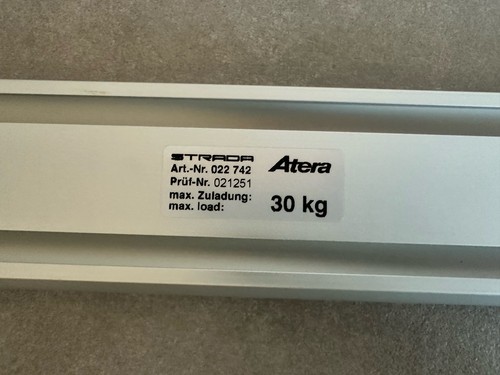 STRADA Atera
Art.-Nr. 022 742
Prüf-Nr. 021251
max. Zuladung:
max. load: 30 kg